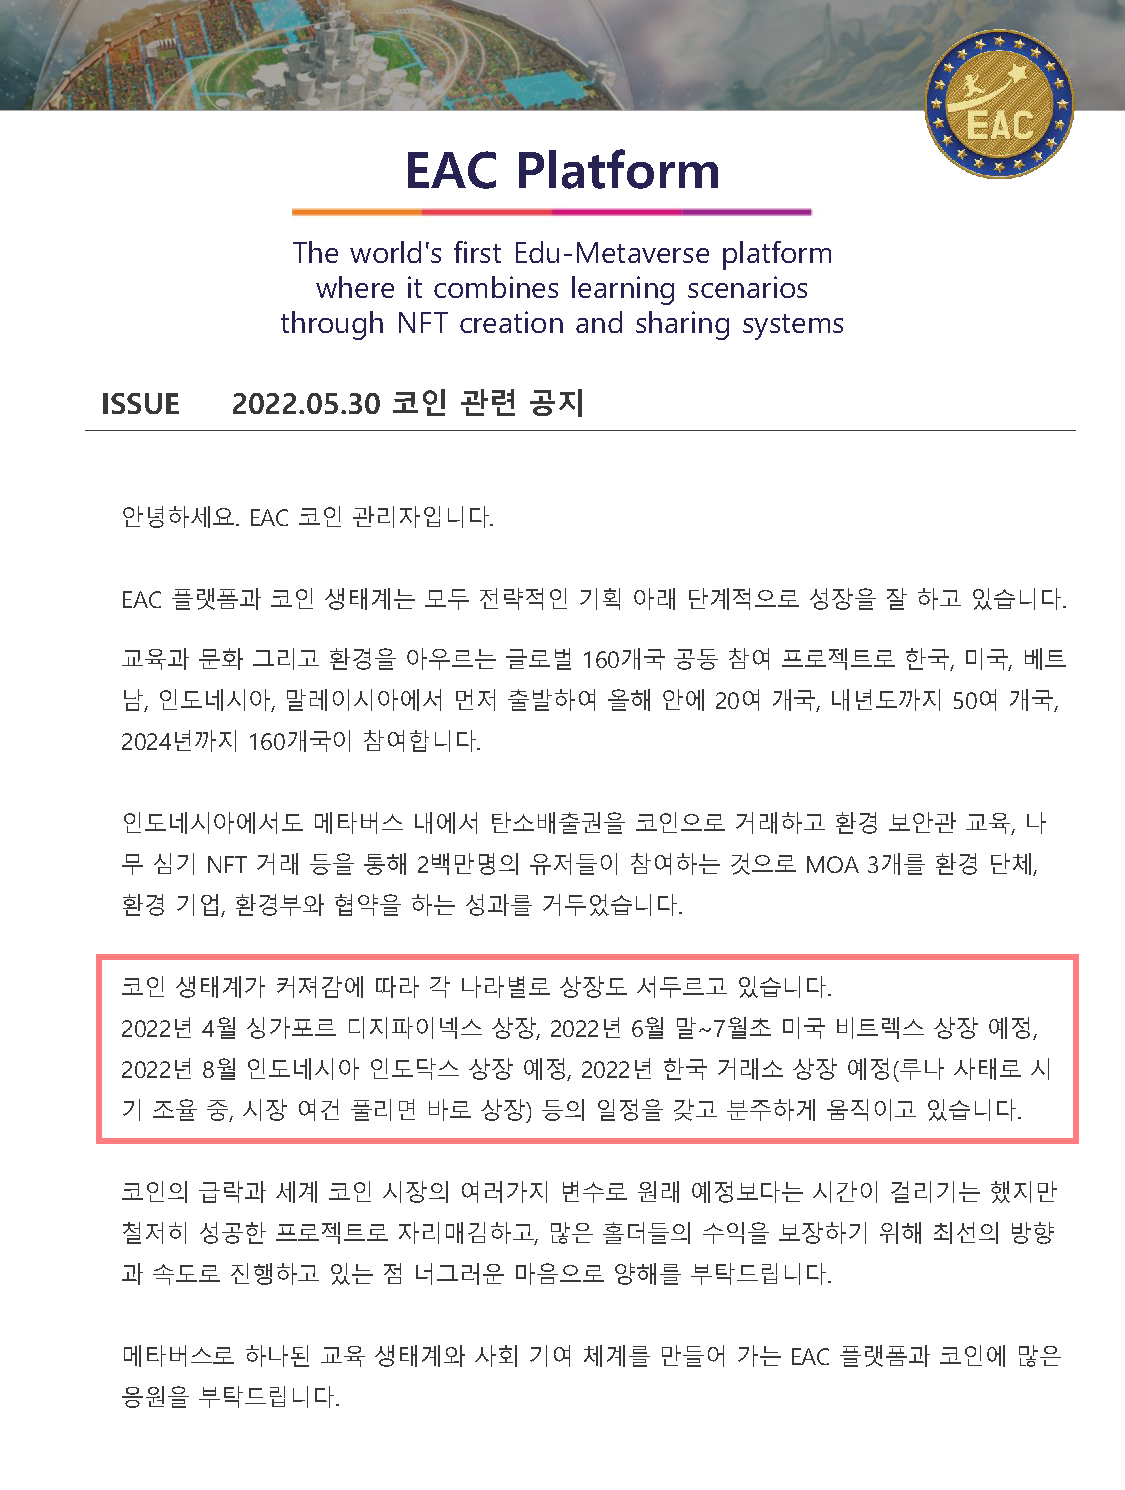 EAC
EAC Platform
The world's first Edu-Metaverse platform
where it combines learning scenarios
through NFT creation and sharing systems
ISSUE 2022.05.30 코인 관련 공지
안녕하세요. EAC 코인 관리자입니다.
EAC 플랫폼과 코인 생태계는 모두 전략적인 기획 아래 단계적으로 성장을 잘 하고 있습니다.
교육과 문화 그리고 환경을 아우르는 글로벌 160개국 공동 참여 프로젝트로 한국, 미국, 베트
남, 인도네시아, 말레이시아에서 먼저 출발하여 올해 안에 20여 개국, 내년도까지 50여 개국,
2024년까지 160개국이 참여합니다.
인도네시아에서도 메타버스 내에서 탄소배출권을 코인으로 거래하고 환경 보안관 교육, 나
무 심기 NFT 거래 등을 통해 2백만명의 유저들이 참여하는 것으로 MOA 3개를 환경 단체,
환경 기업, 환경부와 협약을 하는 성과를 거두었습니다.
코인 생태계가 커져감에 따라 각 나라별로 상장도 서두르고 있습니다.
2022년 4월 싱가포르 디지파이넥스 상장, 2022년 6월 말~7월초 미국 비트렉스 상장 예정,
2022년 8월 인도네시아 인도닥스 상장 예정, 2022년 한국 거래소 상장 예정(루나 사태로 시
기 조율 중, 시장 여건 풀리면 바로 상장) 등의 일정을 갖고 분주하게 움직이고 있습니다.
코인의 급락과 세계 코인 시장의 여러가지 변수로 원래 예정보다는 시간이 걸리기는 했지만
철저히 성공한 프로젝트로 자리매김하고, 많은 홀더들의 수익을 보장하기 위해 최선의 방향
과 속도로 진행하고 있는 점 너그러운 마음으로 양해를 부탁드립니다.
메타버스로 하나된 교육 생태계와 사회 기여 체계를 만들어 가는 EAC 플랫폼과 코인에 많은
응원을 부탁드립니다.